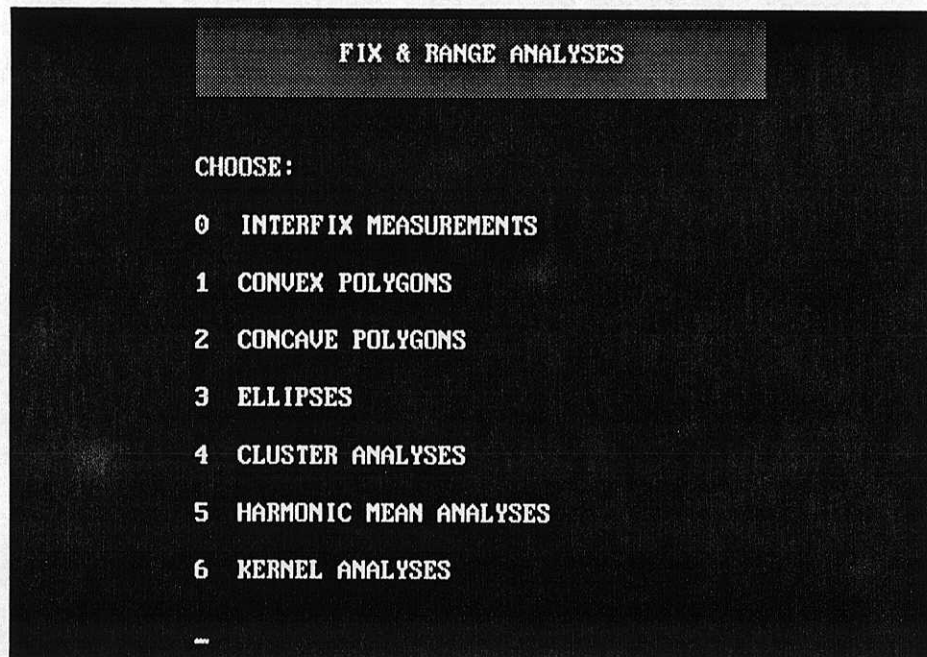 FIX & RANGE ANALYSES
CHOOSE:
0 INTERFIX MEASUREMENTS
1 CONVEX POLYGONS
2 CONCAVE POLYGONS
3 ELLIPSES
4 CLUSTER ANALYSES
5 HARMONIC MEAN ANALYSES
6 KERNEL ANALYSES